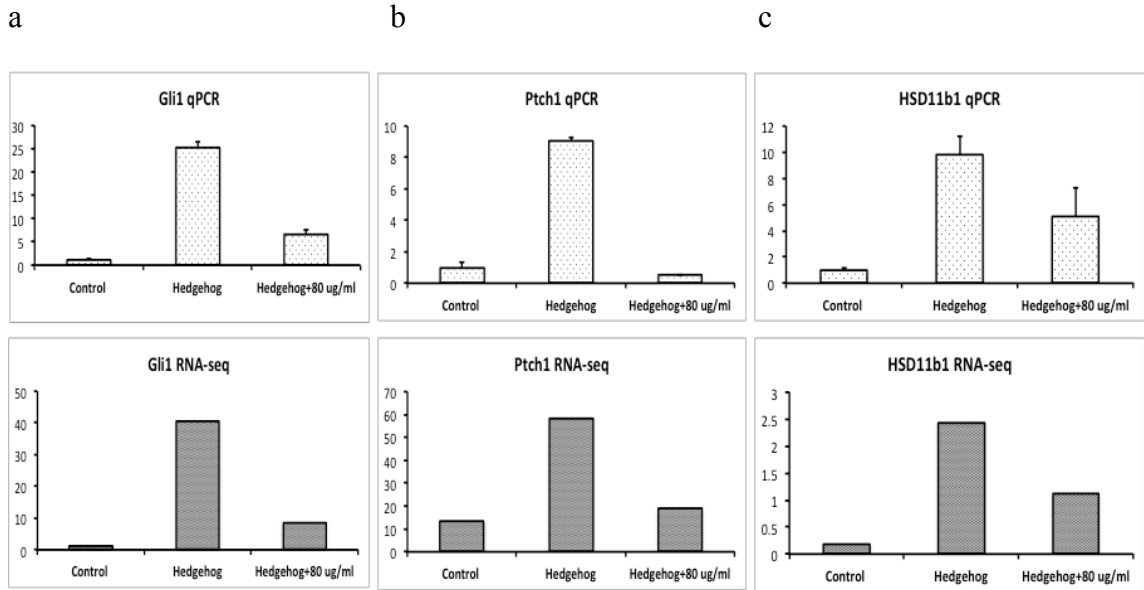 a
b
c
Gli1 qPCR
30
25
20
15
10
5
0
Control
Hedgehog
Hedgehog+80 ug/ml
Ptch1 qPCR
10
8
6
4
2
0
Control
Hedgehog
Hedgehog+80 ug/ml
HSD11b1 qPCR
12
10
8
6
4
2
0
Control
Hedgehog
Hedgehog+80 ug/ml
Gli1 RNA-seq
50
40
30
20
10
0
Control
Hedgehog
Hedgehog+80 ug/ml
Ptch1 RNA-seq
70
60
50
40
30
20
10
0
Control
Hedgehog
Hedgehog+80 ug/ml
HSD11b1 RNA-seq
3
2.5
2
1.5
1
0.5
0
Control
Hedgehog
Hedgehog+80 ug/ml